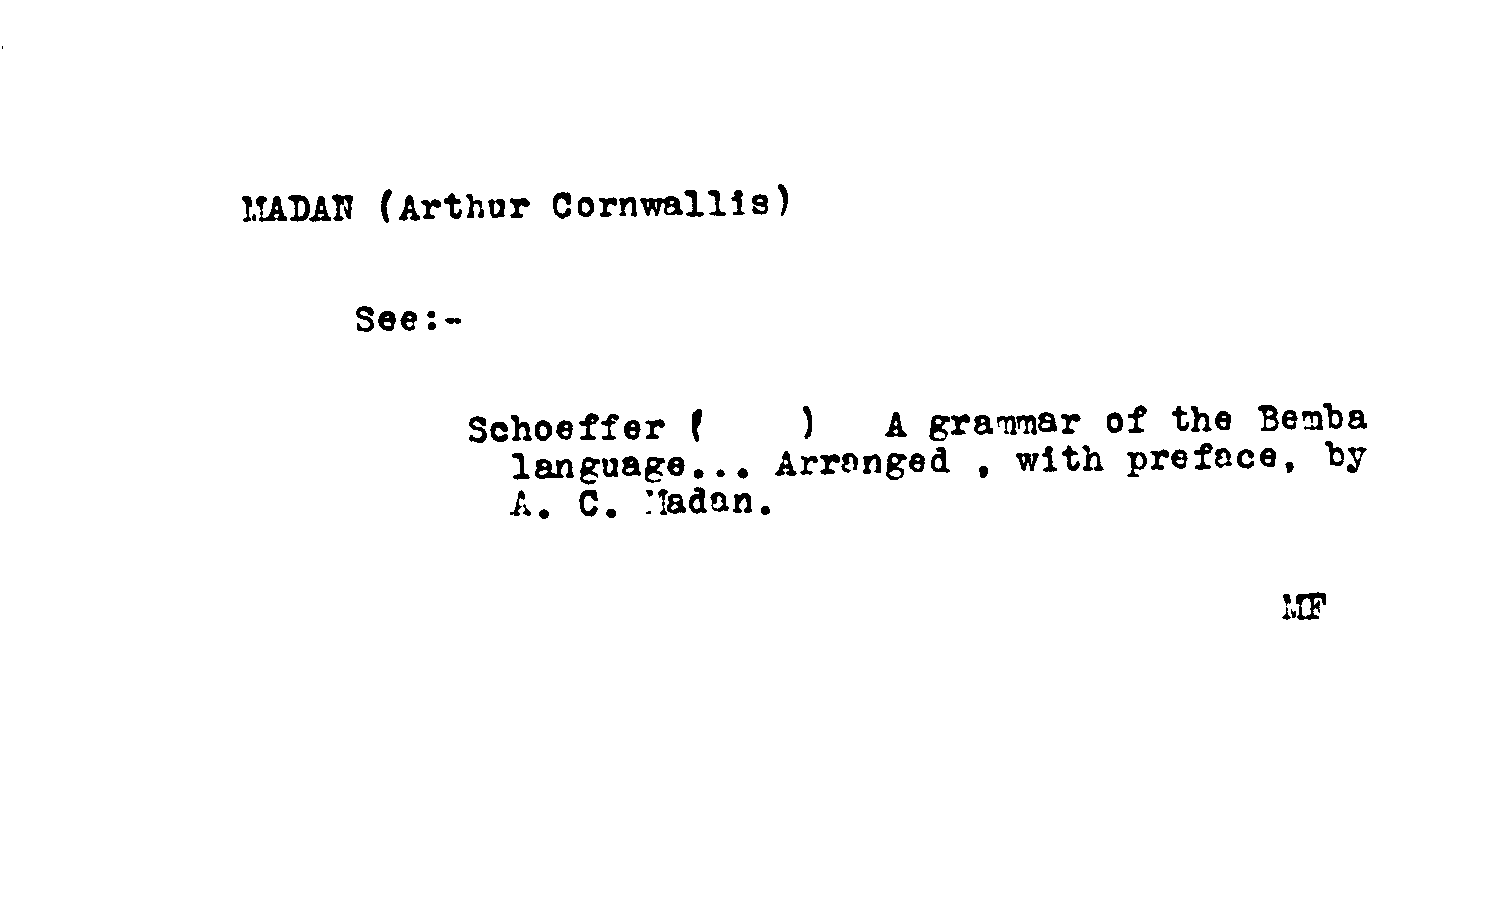 MADAN (Arthur Cornwallis)
See:-
Schoeffer (    )   A grammar of the Bemba
language... Arranged , with preface, by
A. C. Madan.
MF